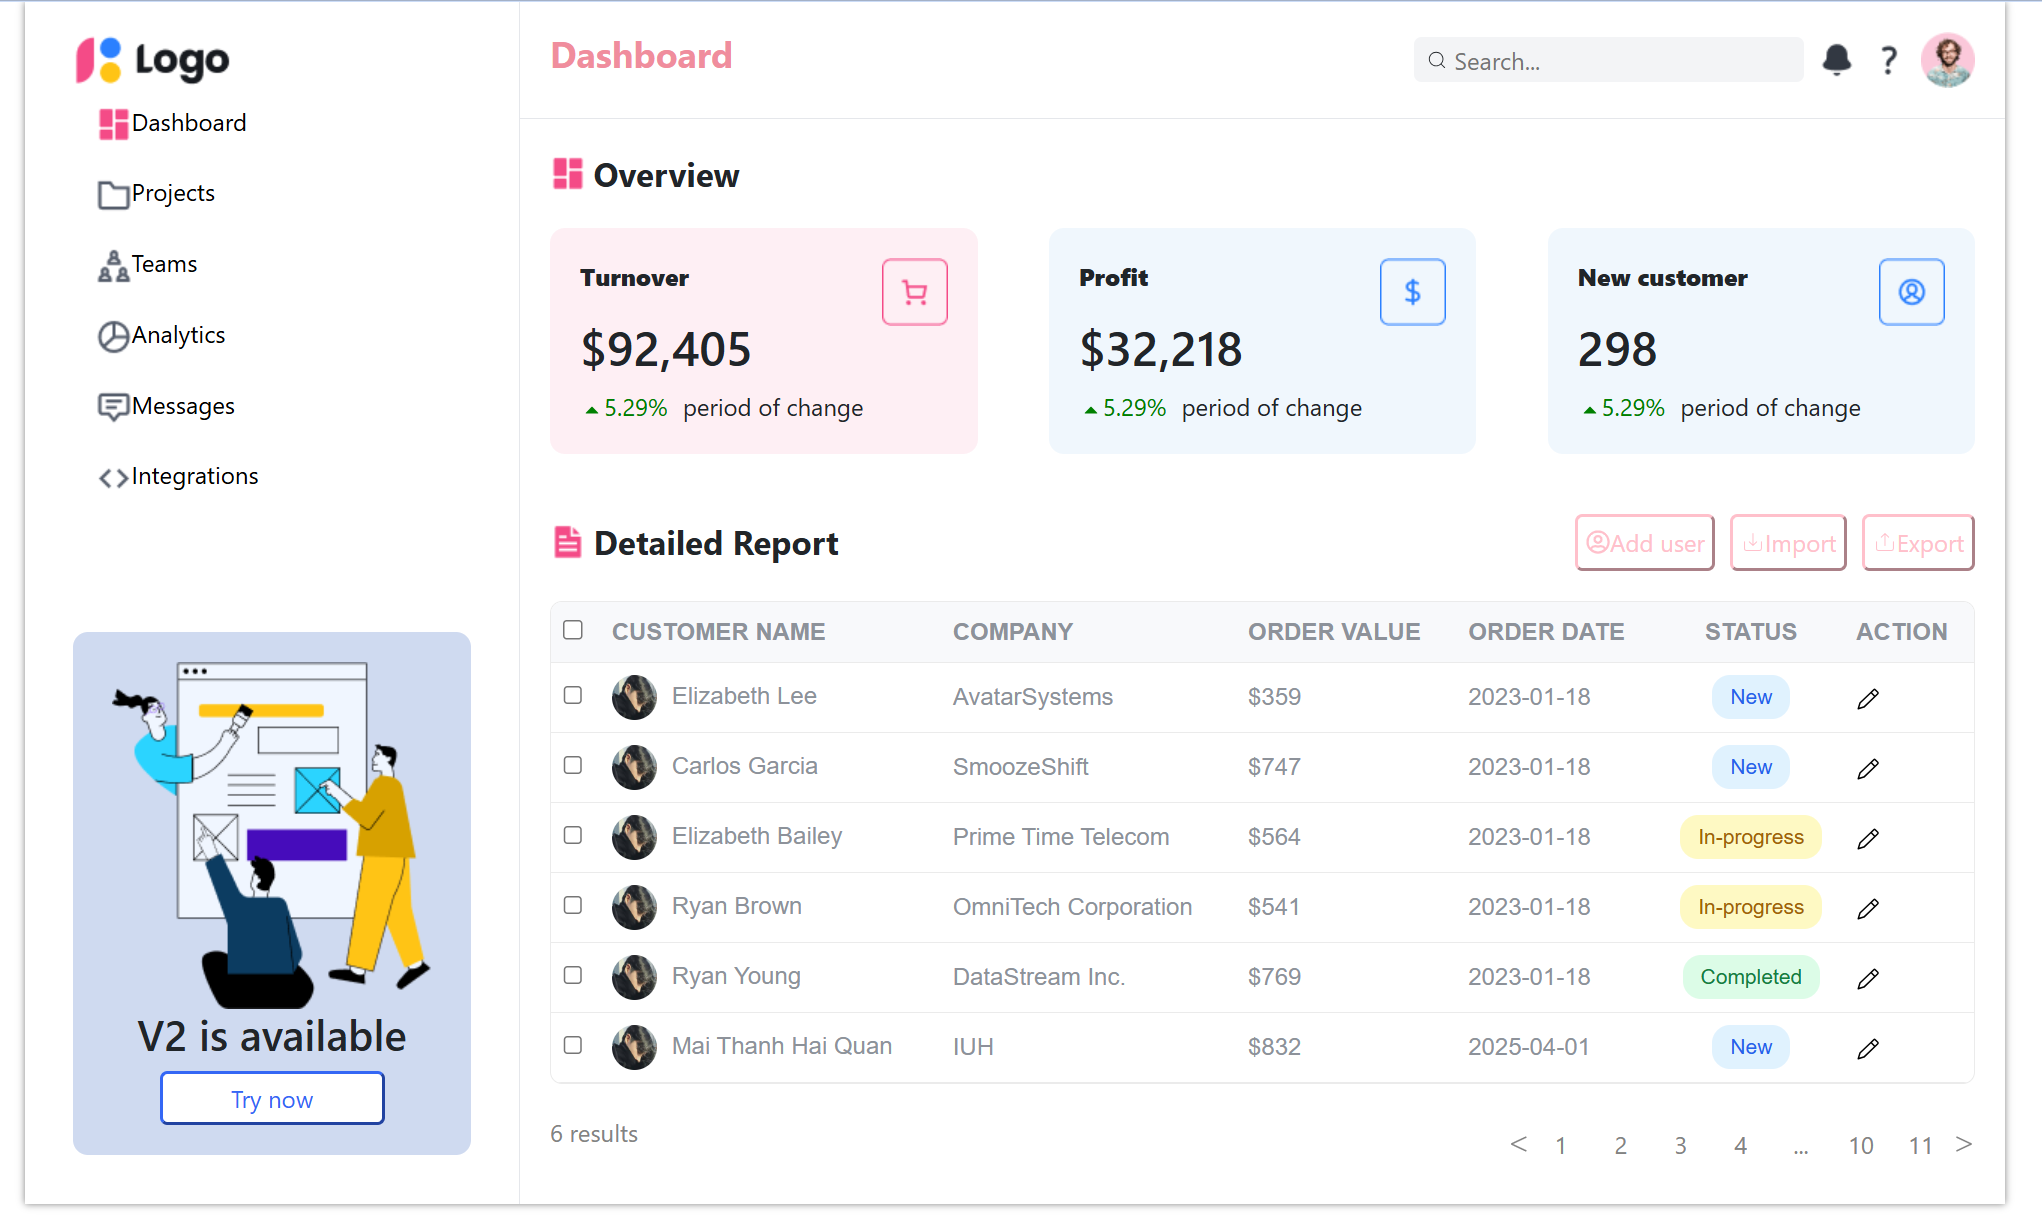 Logo
Dashboard
Projects
Teams
Analytics
Messages
Integrations
V2 is available
Try now
Dashboard
Search...
?
Overview
Turnover
$92,405
5.29% period of change
Profit
$
$32,218
5.29% period of change
New customer
298
5.29% period of change
Detailed Report
Add user Import Export
CUSTOMER NAME COMPANY ORDER VALUE ORDER DATE STATUS ACTION
Elizabeth Lee AvatarSystems $359 2023-01-18 New
Carlos Garcia SmoozeShift $747 2023-01-18 New
Elizabeth Bailey Prime Time Telecom $564 2023-01-18 In-progress
Ryan Brown OmniTech Corporation $541 2023-01-18 In-progress
Ryan Young DataStream Inc. $769 2023-01-18 Completed
Mai Thanh Hai Quan IUH $832 2025-04-01 New
6 results
< 1 2 3 4 ... 10 11 >